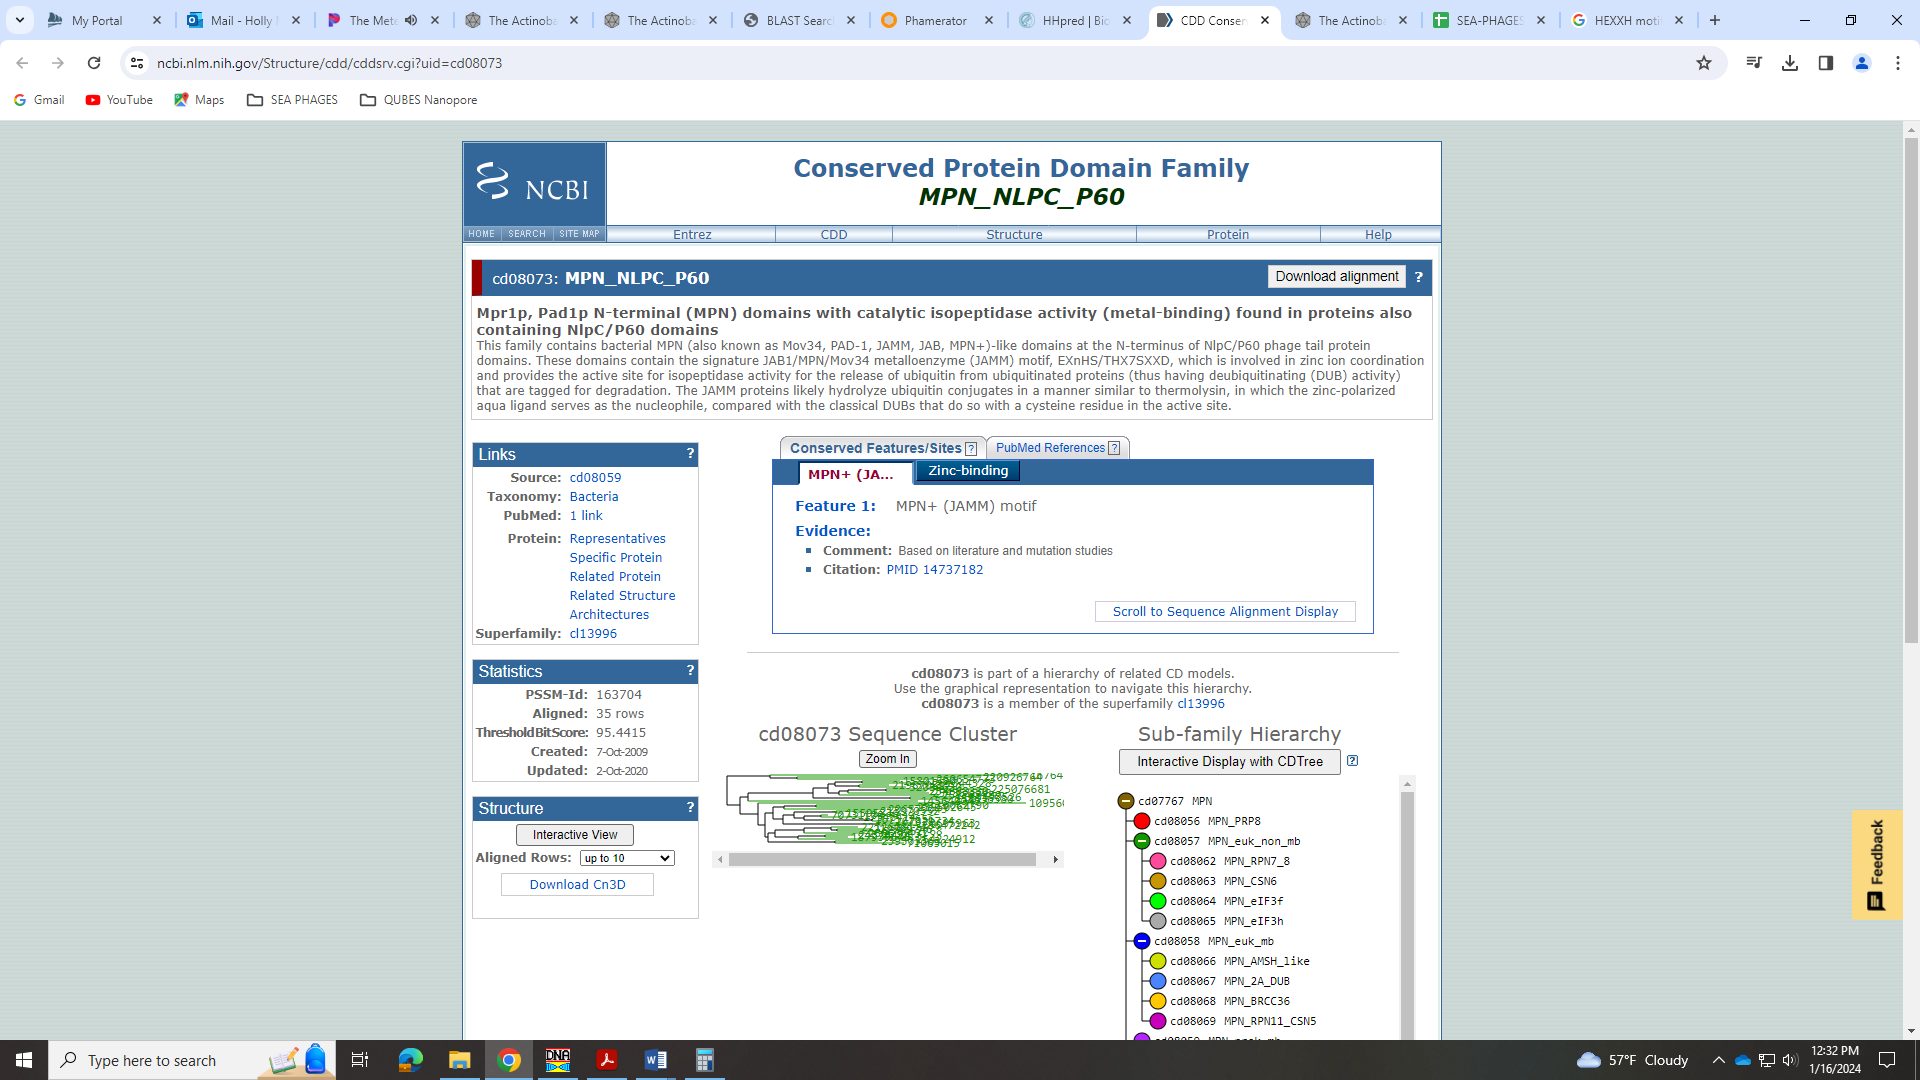 My Portal
Mail - Holly N
The Mete
The Actinoba
The Actinoba
BLAST Searc
Phamerator
HHpred | Bio
CDD Conser
The Actinoba
SEA-PHAGES
HEXXH moti
ncbi.nlm.nih.gov/Structure/cdd/cddsrv.cgi?uid=cd08073
Gmail YouTube Maps SEA PHAGES QUBES Nanopore
NCBI
Conserved Protein Domain Family
MPN_NLPC_P60
HOME SEARCH SITE MAP Entrez CDD Structure Protein Help
cd08073: MPN_NLPC_P60
Download alignment ?
Mpr1p, Pad1p N-terminal (MPN) domains with catalytic isopeptidase activity (metal-binding) found in proteins also
containing NlpC/P60 domains
This family contains bacterial MPN (also known as Mov34, PAD-1, JAMM, JAB, MPN+)-like domains at the N-terminus of NlpC/P60 phage tail protein
domains. These domains contain the signature JAB1/MPN/Mov34 metalloenzyme (JAMM) motif, EXnHS/THX7SXXD, which is involved in zinc ion coordination
and provides the active site for isopeptidase activity for the release of ubiquitin from ubiquitinated proteins (thus having deubiquitinating (DUB) activity)
that are tagged for degradation. The JAMM proteins likely hydrolyze ubiquitin conjugates in a manner similar to thermolysin, in which the zinc-polarized
aqua ligand serves as the nucleophile, compared with the classical DUBs that do so with a cysteine residue in the active site.
Links ?
Source: cd08059
Taxonomy: Bacteria
PubMed: 1 link
Protein: Representatives
Specific Protein
Related Protein
Related Structure
Architectures
Superfamily: cl13996
Statistics ?
PSSM-Id: 163704
Aligned: 35 rows
Threshold Bit Score: 95.4415
Created: 7-Oct-2009
Updated: 2-Oct-2020
Structure ?
Interactive View
Aligned Rows: up to 10
Download Cn3D
Conserved Features/Sites ? PubMed References ?
MPN+ (JA... Zinc-binding
Feature 1: MPN+ (JAMM) motif
Evidence:
Comment: Based on literature and mutation studies
Citation: PMID 14737182
Scroll to Sequence Alignment Display
cd08073 is part of a hierarchy of related CD models.
Use the graphical representation to navigate this hierarchy.
cd08073 is a member of the superfamily cl13996
cd08073 Sequence Cluster
Zoom In
Sub-family Hierarchy
Interactive Display with CDTree ?
cd07767 MPN
cd08056 MPN_PRP8
cd08057 MPN_euk_non_mb
cd08062 MPN_RPN7_8
cd08063 MPN_CSN6
cd08064 MPN_eIF3f
cd08065 MPN_eIF3h
cd08058 MPN_euk_mb
cd08066 MPN_AMSH_like
cd08067 MPN_2A_DUB
cd08068 MPN_BRCC36
cd08069 MPN_RPN11_CSN5
Feedback
Type here to search
DNA
57°F Cloudy
12:32 PM
1/16/2024